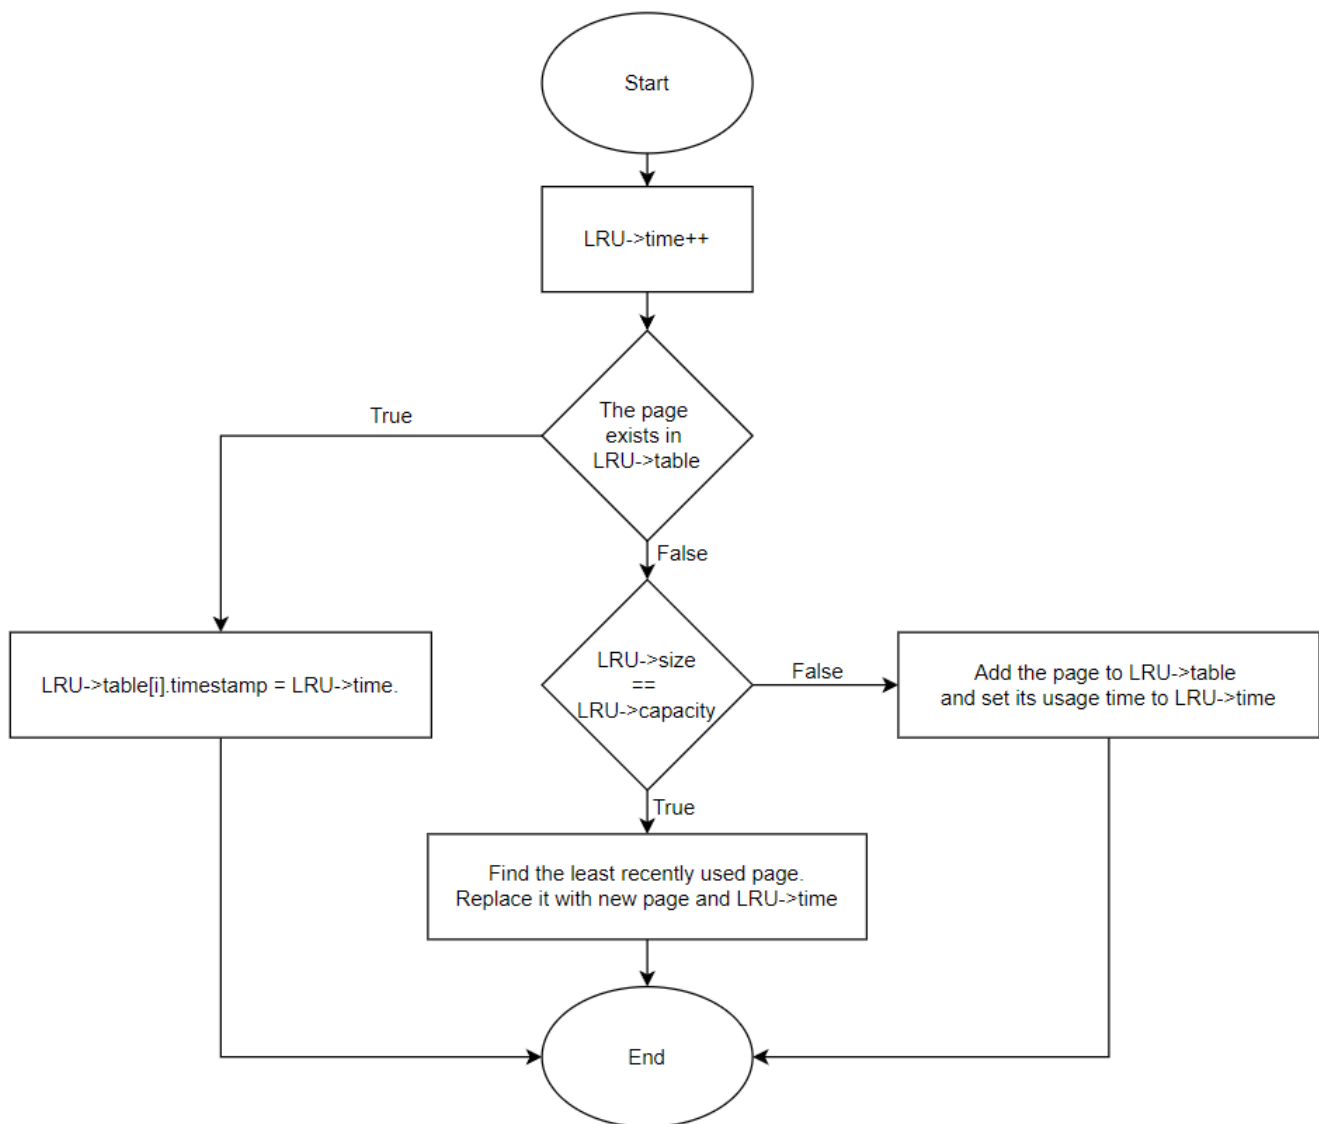 Start
LRU->time++
The page
exists in
LRU->table
True
False
LRU->table[i].timestamp = LRU->time.
LRU->size
==
LRU->capacity
False
Add the page to LRU->table
and set its usage time to LRU->time
True
Find the least recently used page.
Replace it with new page and LRU->time
End